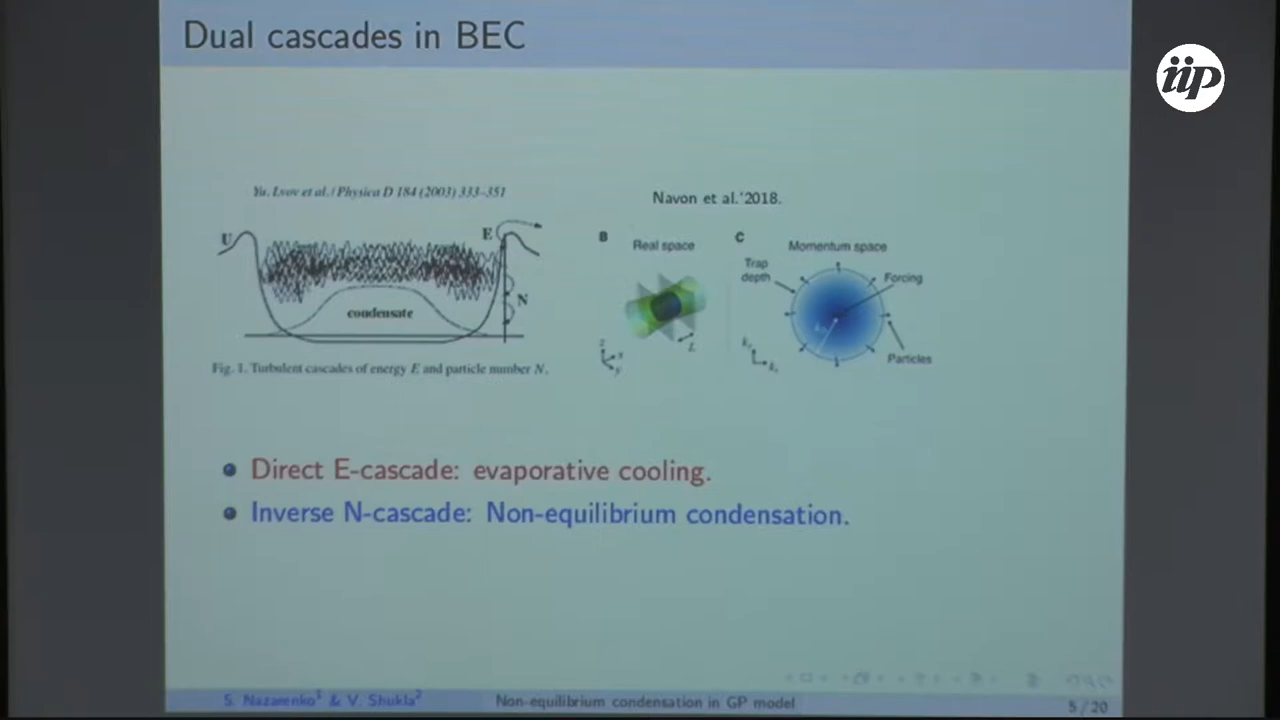 Dual cascades in BEC
iip
Yu. Lvov et al. / Physica D 184 (2003) 333–351
Navon et al.'2018.
U
E
N
condensate
Fig. 1. Turbulent cascades of energy E and particle number N.
B
Real space
z
x
y
L
C
Momentum space
Trap
depth
Forcing
Particles
• Direct E-cascade: evaporative cooling.
• Inverse N-cascade: Non-equilibrium condensation.
S. Nazarenko¹ & V. Shukla²
Non-equilibrium condensation in GP model
5 / 20